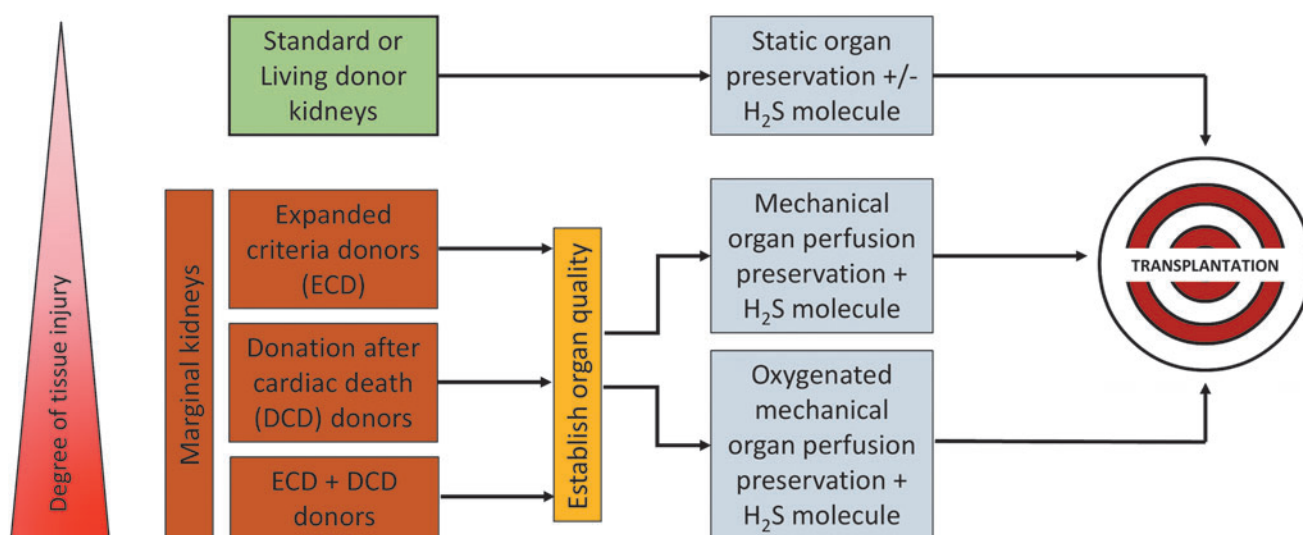 Degree of tissue injury
Standard or
Living donor
kidneys
Static organ
preservation +/-
H₂S molecule
Marginal kidneys
Expanded
criteria donors
(ECD)
Donation after
cardiac death
(DCD) donors
ECD + DCD
donors
Establish organ quality
Mechanical
organ perfusion
preservation +
H₂S molecule
Oxygenated
mechanical
organ perfusion
preservation +
H₂S molecule
TRANSPLANTATION